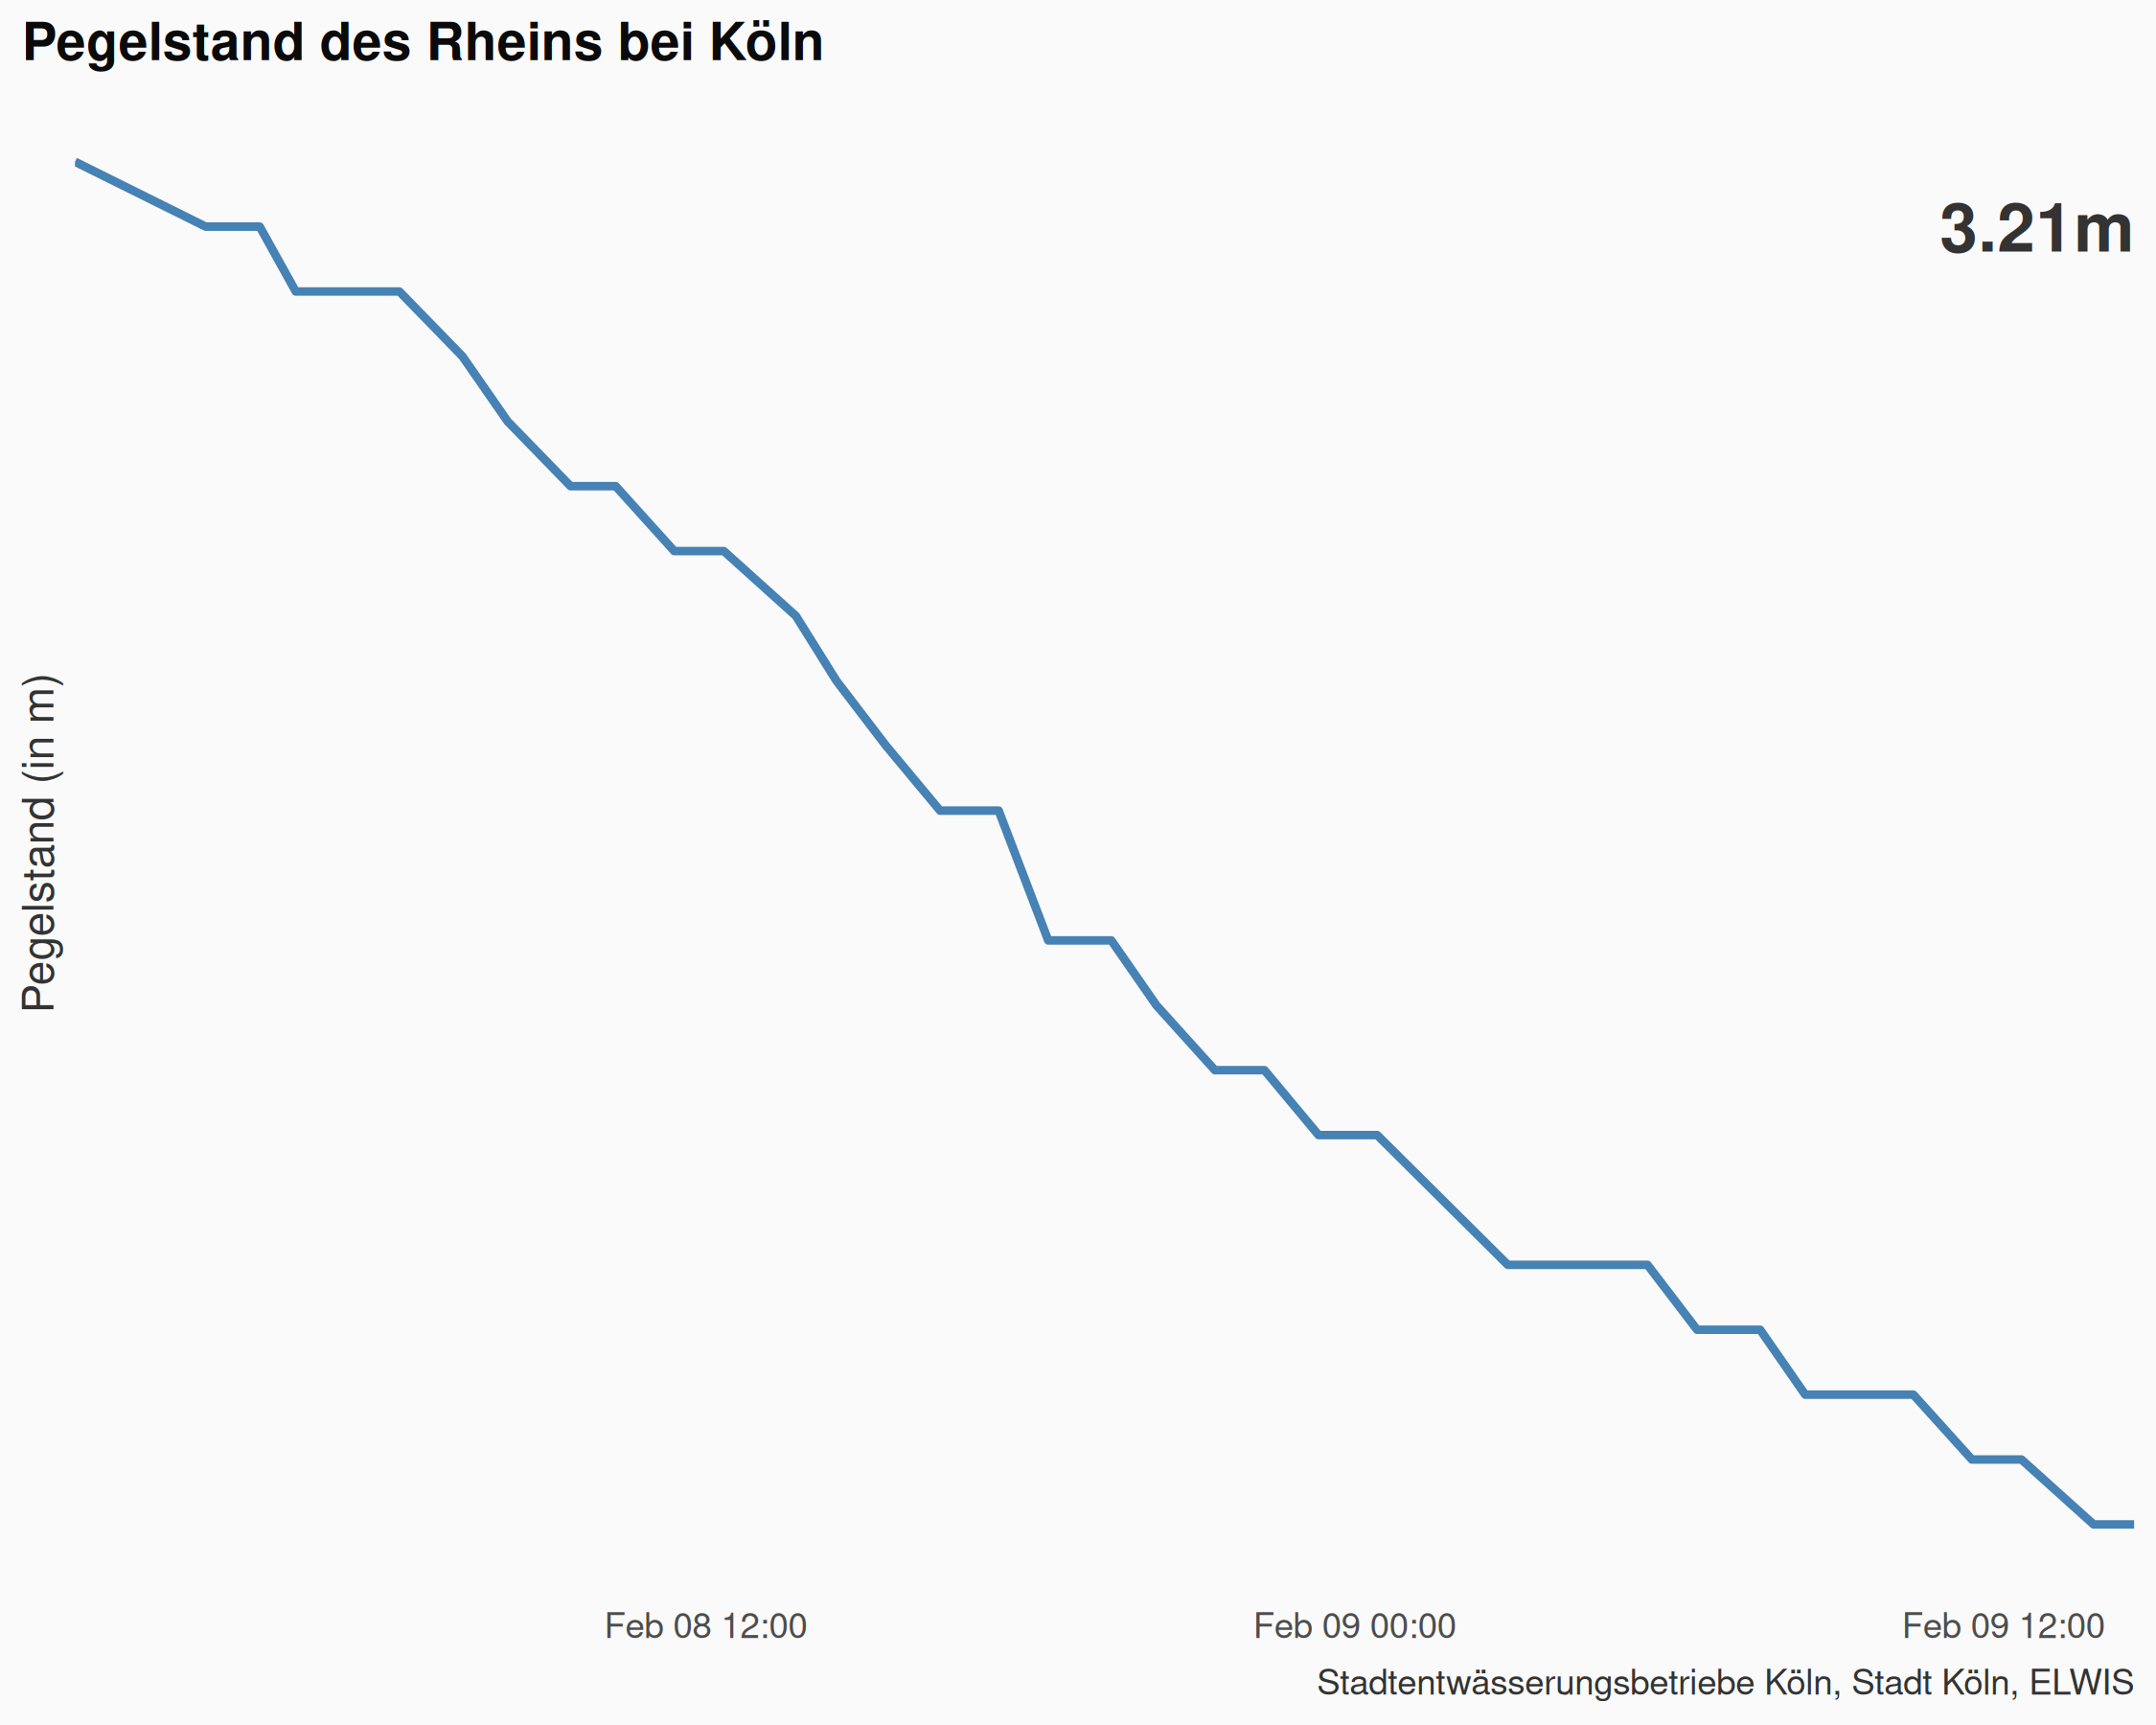 Pegelstand des Rheins bei Köln
3.21m
Pegelstand (in m)
Feb 08 12:00
Feb 09 00:00
Feb 09 12:00
Stadtentwässerungsbetriebe Köln, Stadt Köln, ELWIS